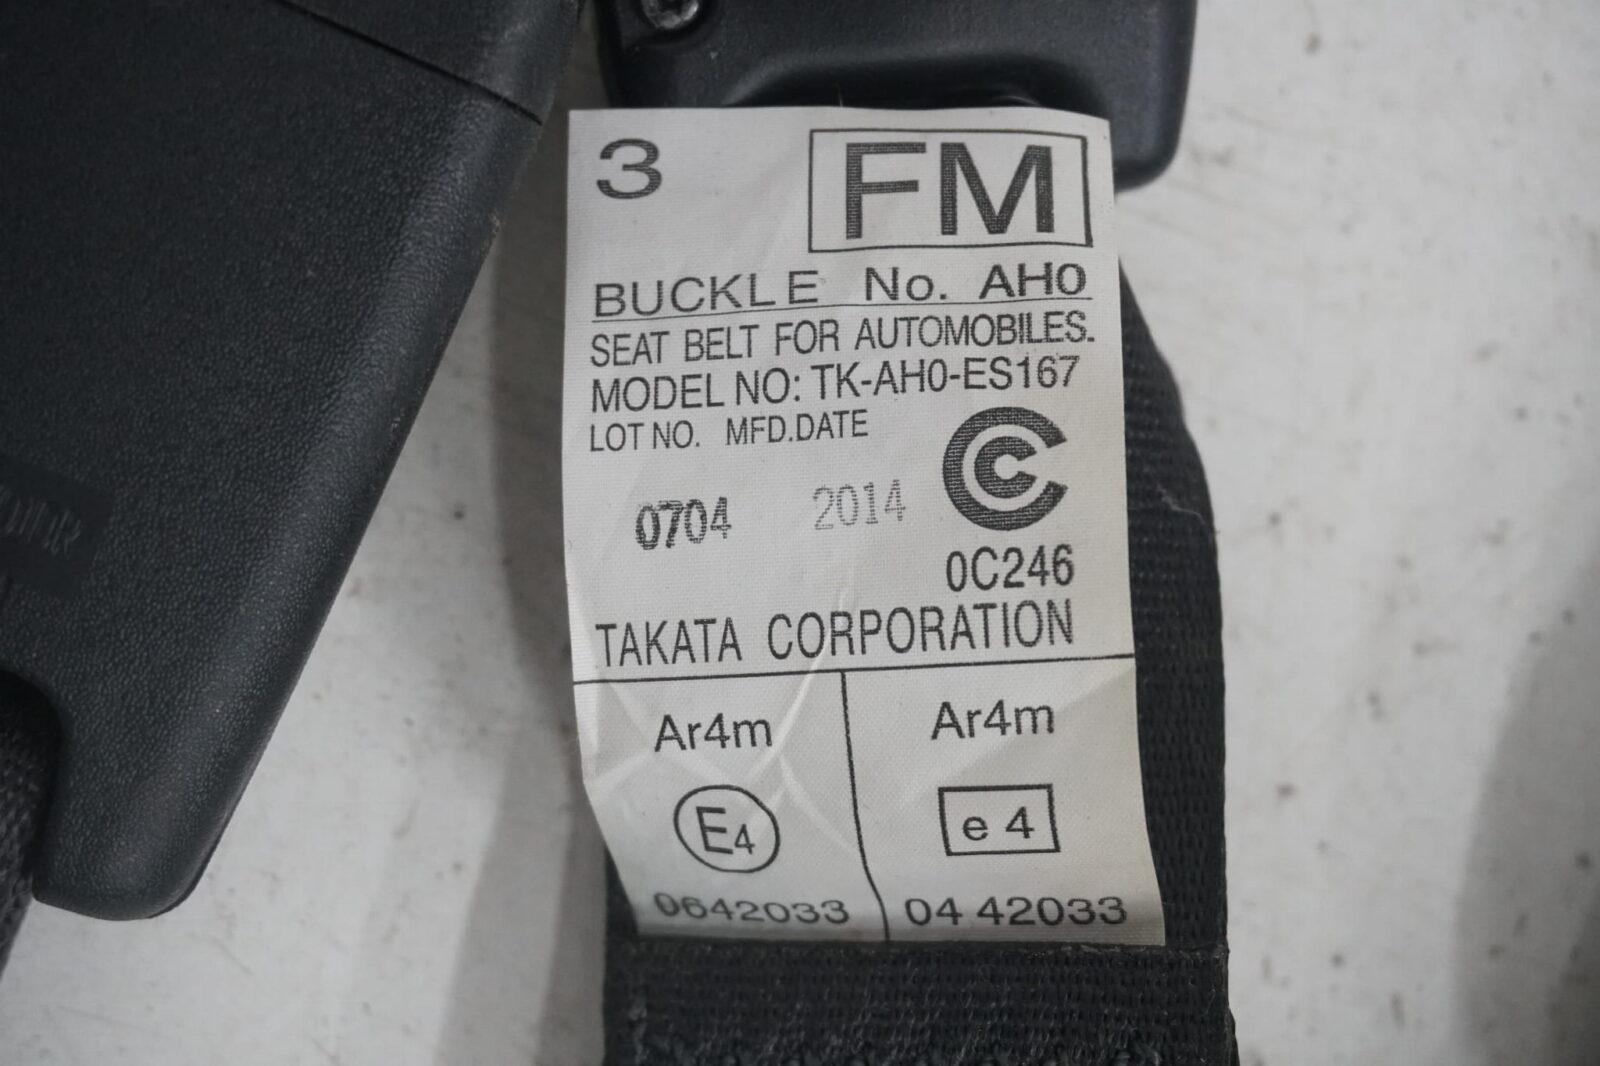 3
FM
BUCKLE No. AH0
SEAT BELT FOR AUTOMOBILES.
MODEL NO: TK-AH0-ES167
LOT NO. MFD.DATE
0704 2014
0C246
TAKATA CORPORATION
Ar4m Ar4m
E4 e 4
0642033 04 42033